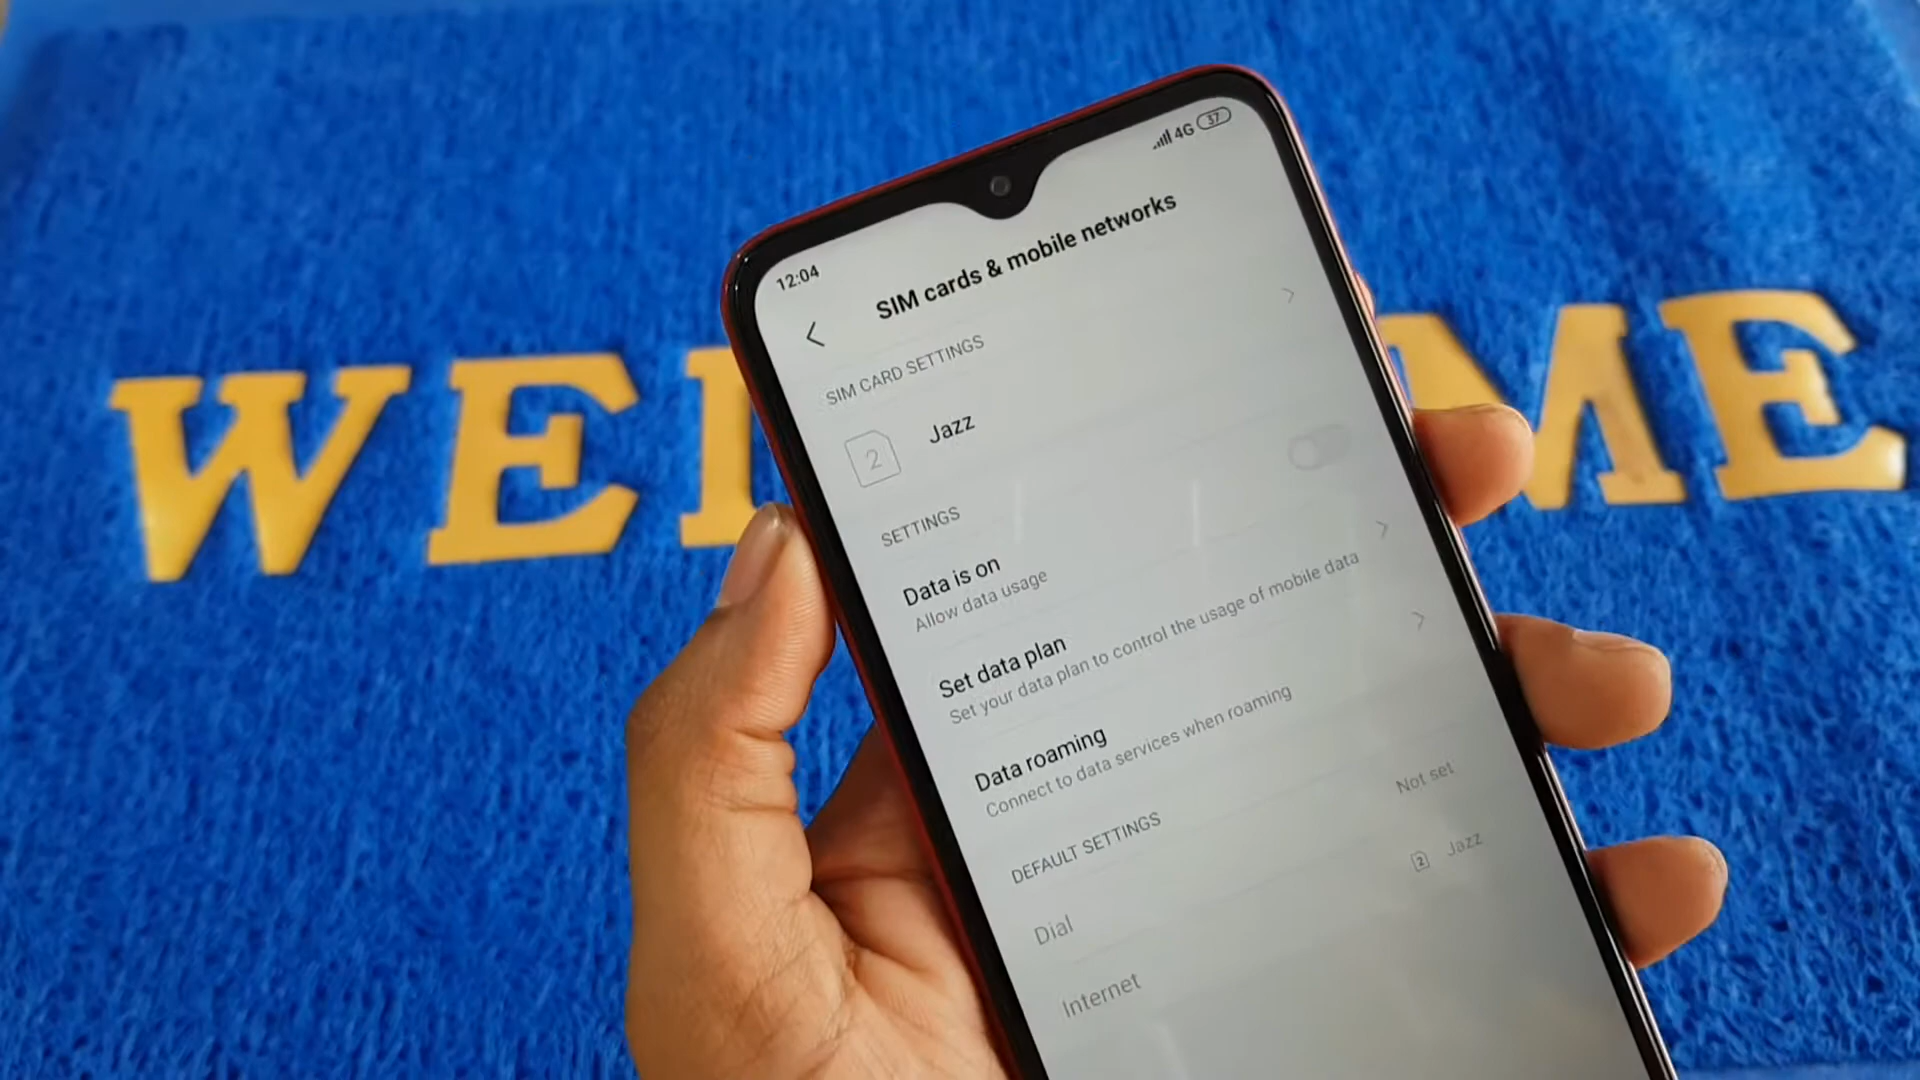 WEL ME
12:04
4G 37
SIM cards & mobile networks
SIM CARD SETTINGS
2 Jazz
SETTINGS
Data is on
Allow data usage
Set data plan
Set your data plan to control the usage of mobile data
Data roaming
Connect to data services when roaming
DEFAULT SETTINGS
Dial Not set
Internet 2 Jazz